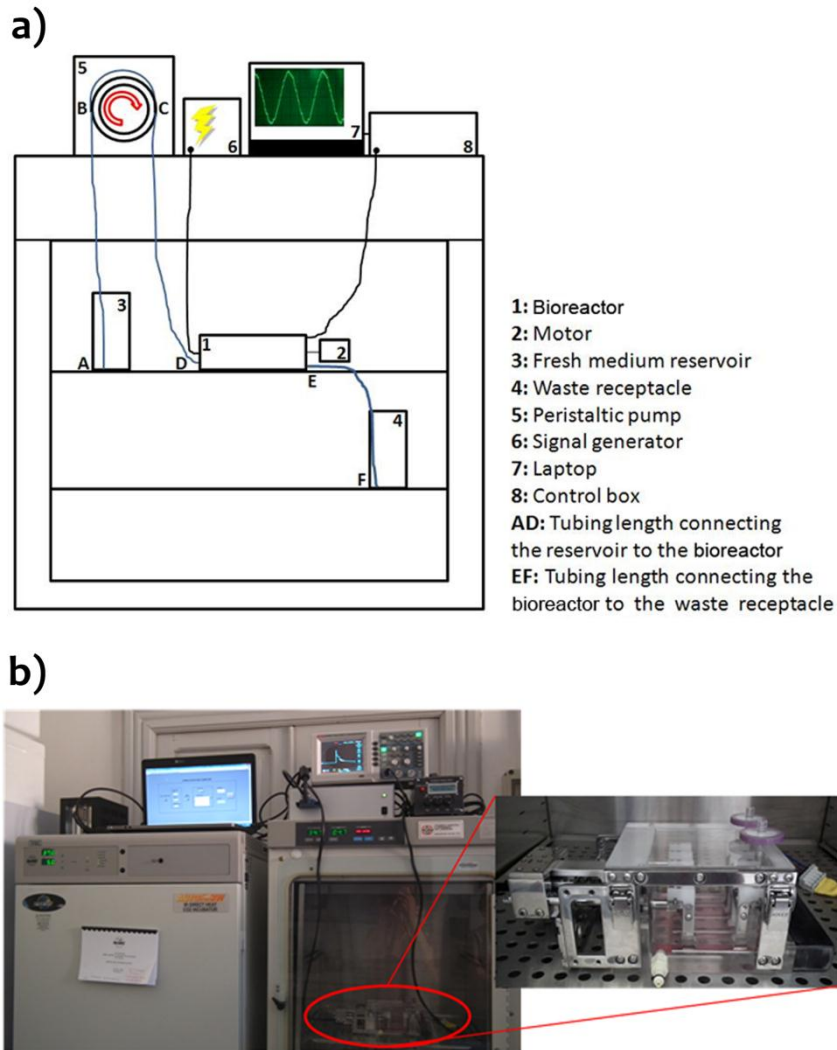 a)
5
B
C
6
7
8
3
A
D
1
2
E
4
F
1: Bioreactor
2: Motor
3: Fresh medium reservoir
4: Waste receptacle
5: Peristaltic pump
6: Signal generator
7: Laptop
8: Control box
AD: Tubing length connecting
the reservoir to the bioreactor
EF: Tubing length connecting the
bioreactor to the waste receptacle
b)